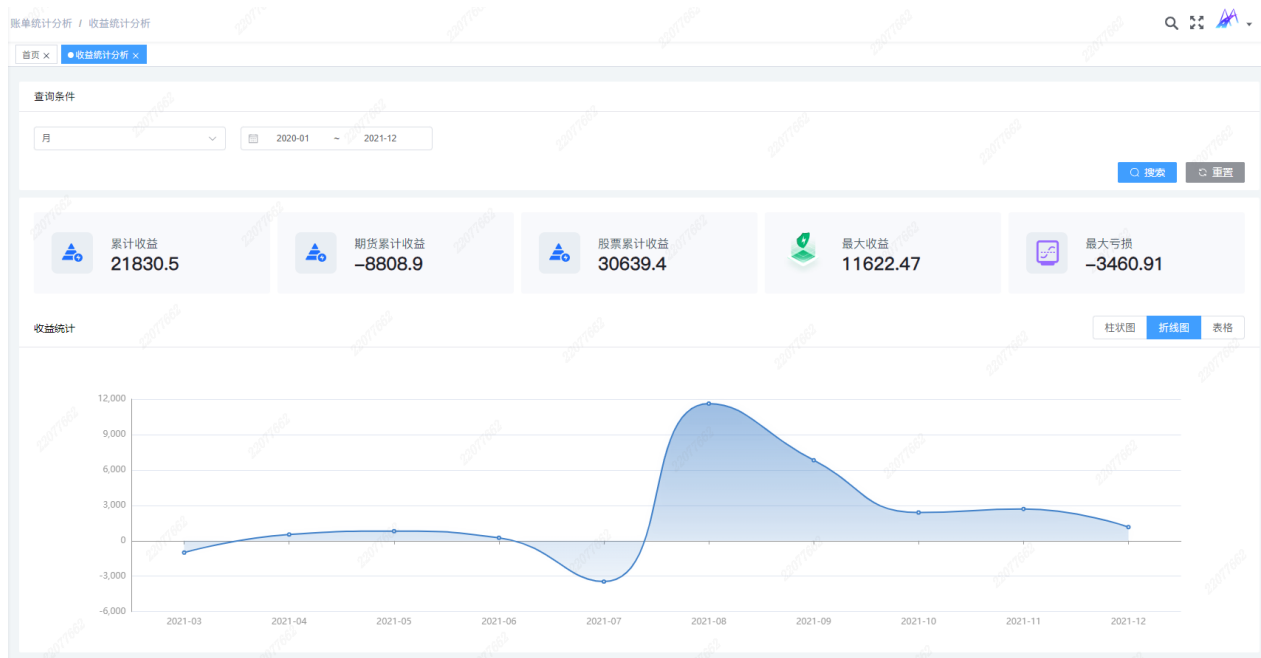 账单统计分析 / 收益统计分析
首页 × ●收益统计分析 ×
查询条件
月 2020-01 ~ 2021-12
搜索 重置
累计收益 期货累计收益 股票累计收益 最大收益 最大亏损
21830.5 −8808.9 30639.4 11622.47 −3460.91
收益统计 柱状图 折线图 表格
12,000
9,000
6,000
3,000
0
-3,000
-6,000
2021-03 2021-04 2021-05 2021-06 2021-07 2021-08 2021-09 2021-10 2021-11 2021-12
22077662